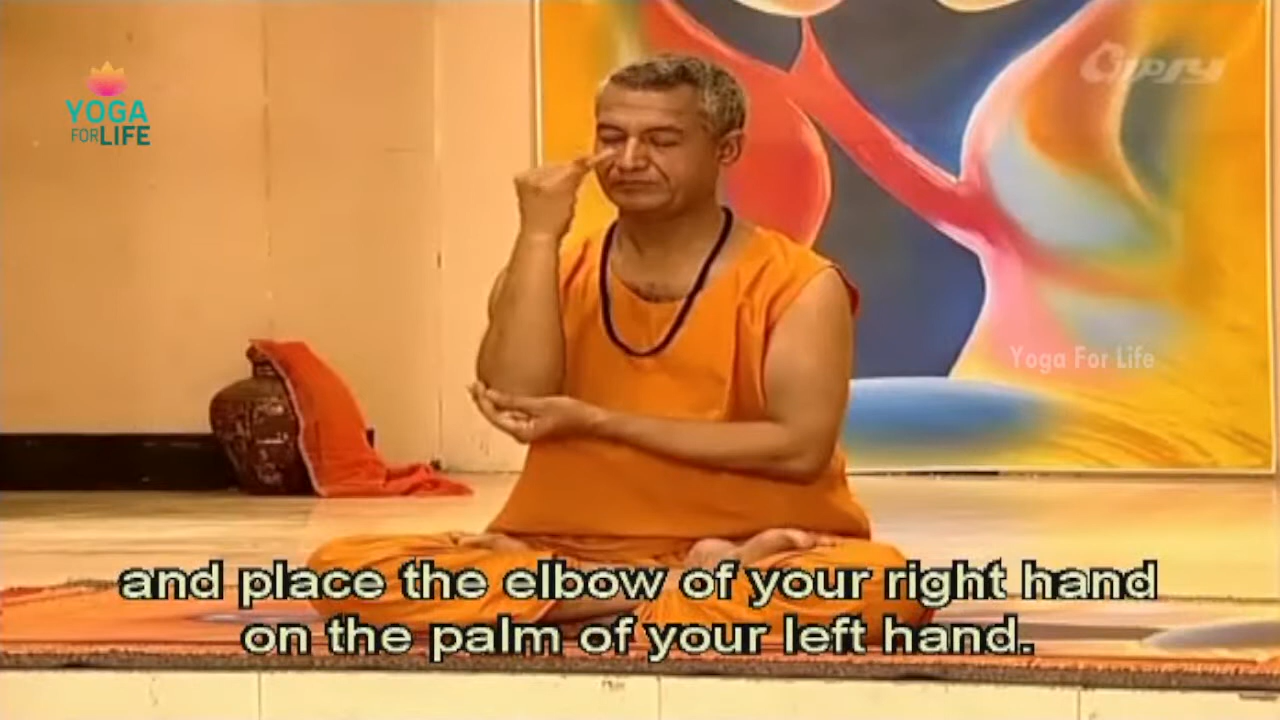 YOGA
FOR LIFE
Yoga For Life
and place the elbow of your right hand
on the palm of your left hand.